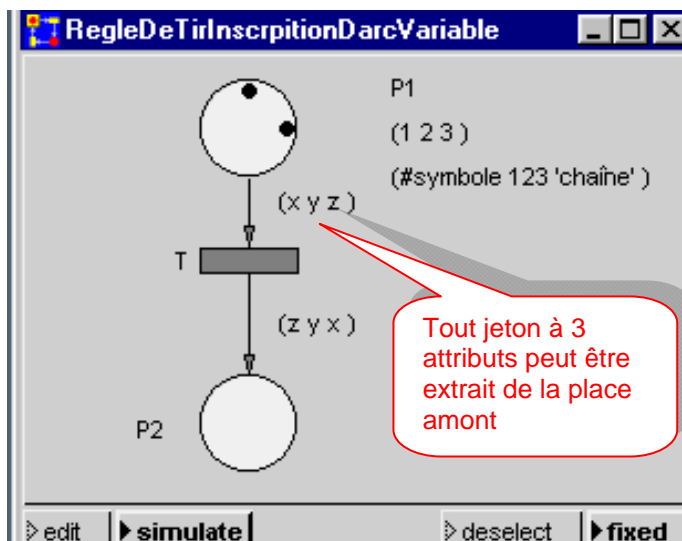 RegleDeTirInscrpitionDarcVariable
P1
(1 2 3 )
(#symbole 123 'chaîne' )
(x y z )
T
(z y x )
Tout jeton à 3
attributs peut être
extrait de la place
amont
P2
edit simulate deselect fixed